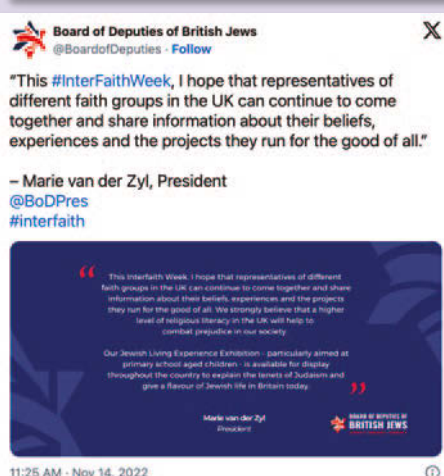 Board of Deputies of British Jews
@BoardofDeputies · Follow
X
"This #InterFaithWeek, I hope that representatives of
different faith groups in the UK can continue to come
together and share information about their beliefs,
experiences and the projects they run for the good of all."
– Marie van der Zyl, President
@BoDPres
#interfaith
“ This Interfaith Week, I hope that representatives of different
faith groups in the UK can continue to come together and share
information about their beliefs, experiences and the projects
they run for the good of all. We strongly believe that a higher
level of religious literacy in the UK will help to
combat prejudice in our society.
Our Jewish Living Experience Exhibition - particularly aimed at
primary school aged children - is available for display
throughout the country to explain the tenets of Judaism and
give a flavour of Jewish life in Britain today. ”
Marie van der Zyl
President
BOARD OF DEPUTIES OF
BRITISH JEWS
11:25 AM · Nov 14, 2022